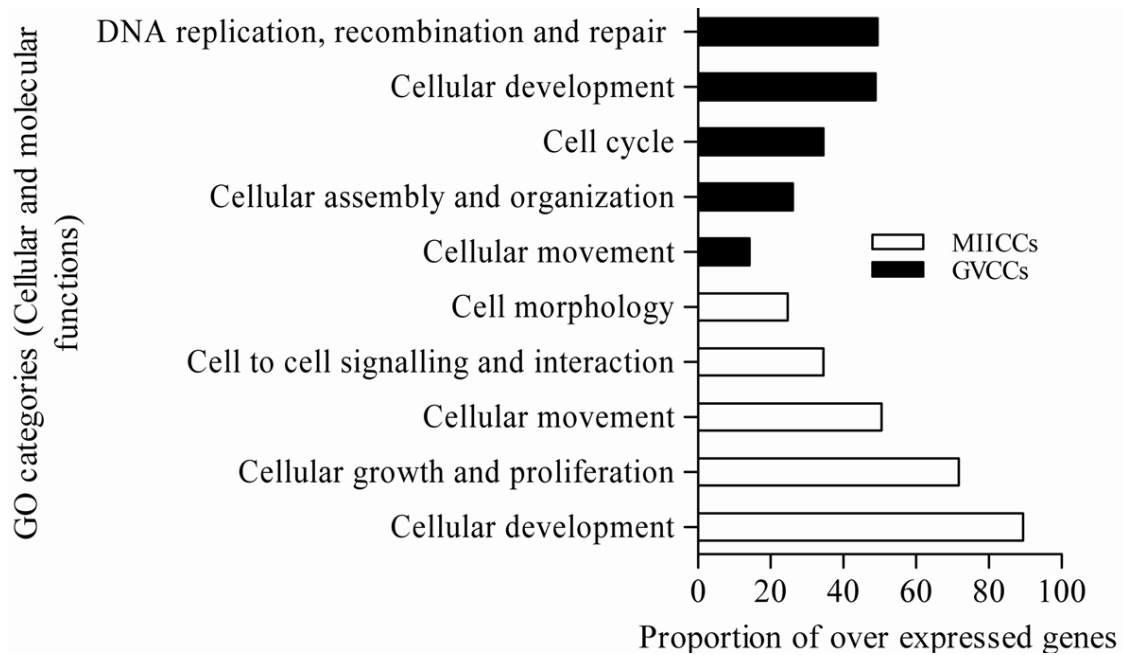 GO categories (Cellular and molecular
functions)
DNA replication, recombination and repair
Cellular development
Cell cycle
Cellular assembly and organization
Cellular movement
Cell morphology
Cell to cell signalling and interaction
Cellular movement
Cellular growth and proliferation
Cellular development
MIICCs
GVCCs
0 20 40 60 80 100
Proportion of over expressed genes